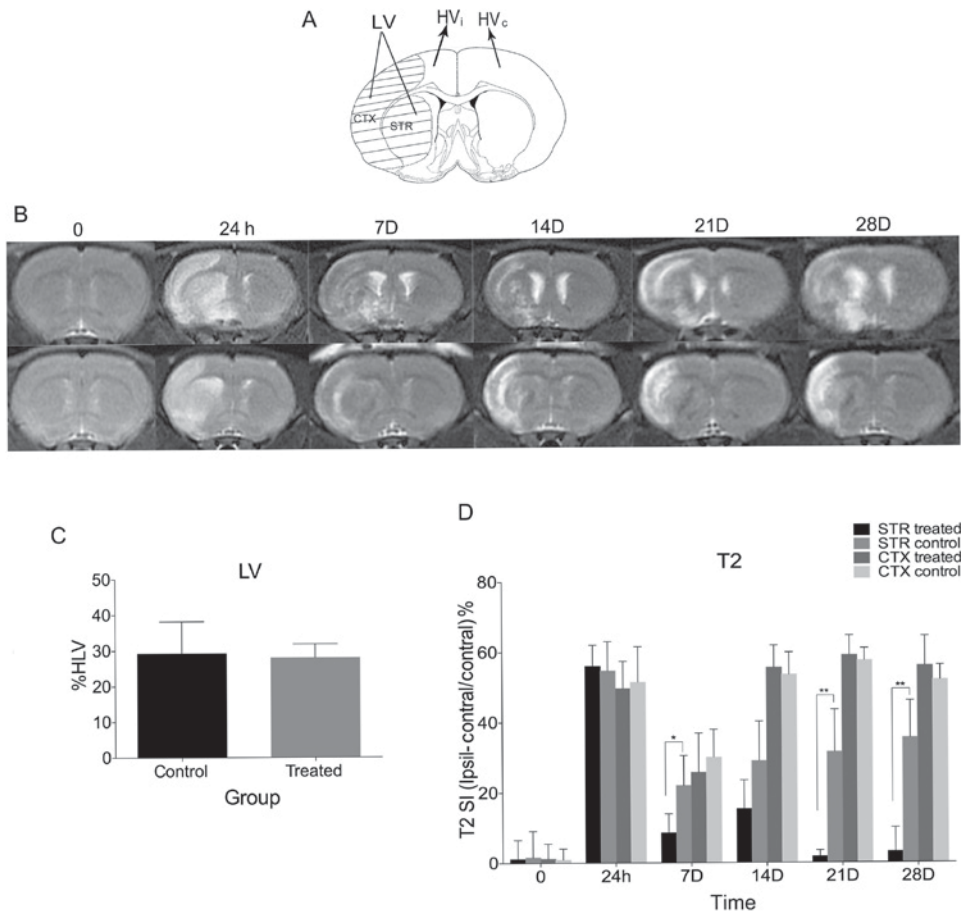 A
LV
HVi
HVc
CTX
STR
B
0 24 h 7D 14D 21D 28D
C
LV
%HLV
50
40
30
20
10
0
Control Treated
Group
D
STR treated
STR control
CTX treated
CTX control
T2
T2 SI (Ipsil-contral/contral)%
80
60
40
20
0
*
**
**
0 24h 7D 14D 21D 28D
Time